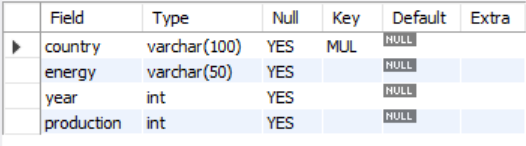 Field Type Null Key Default Extra
country varchar(100) YES MUL NULL
energy varchar(50) YES NULL
year int YES NULL
production int YES NULL